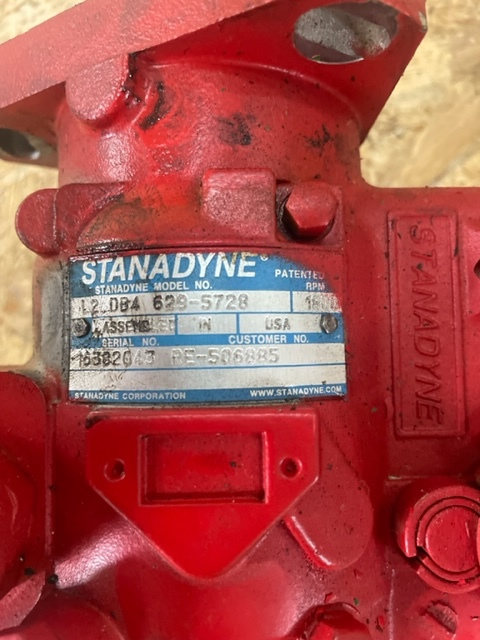 STANADYNE®
PATENTED
STANADYNE MODEL NO.
RPM
DB4 629-5728
ASSEMBLED IN USA
SERIAL NO.
CUSTOMER NO.
RE-506885
STANADYNE CORPORATION
WWW.STANADYNE.COM
STANADYNE